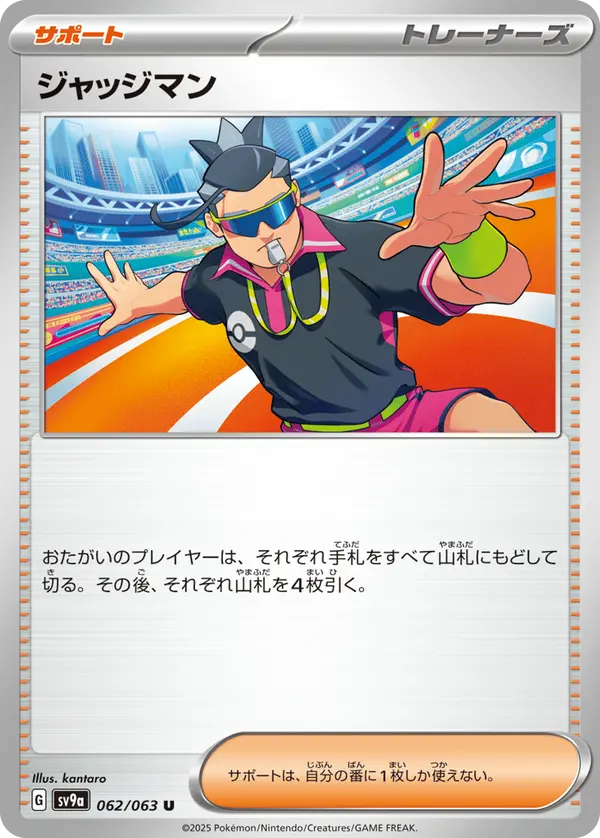 サポート
トレーナーズ
ジャッジマン
おたがいのプレイヤーは、それぞれ手札をすべて山札にもどして
切る。その後、それぞれ山札を4枚引く。
サポートは、自分の番に1枚しか使えない。
Illus. kantaro
G sv9a 062/063 U
©2025 Pokémon/Nintendo/Creatures/GAME FREAK.